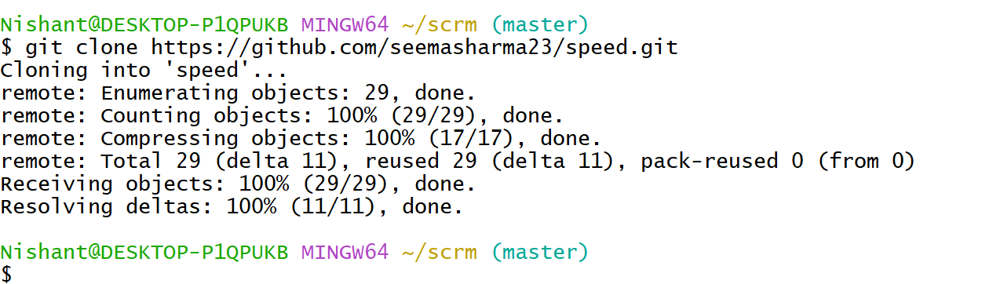 Nishant@DESKTOP-P1QPUKB MINGW64 ~/scrm (master)
$ git clone https://github.com/seemasharma23/speed.git
Cloning into 'speed'...
remote: Enumerating objects: 29, done.
remote: Counting objects: 100% (29/29), done.
remote: Compressing objects: 100% (17/17), done.
remote: Total 29 (delta 11), reused 29 (delta 11), pack-reused 0 (from 0)
Receiving objects: 100% (29/29), done.
Resolving deltas: 100% (11/11), done.
Nishant@DESKTOP-P1QPUKB MINGW64 ~/scrm (master)
$